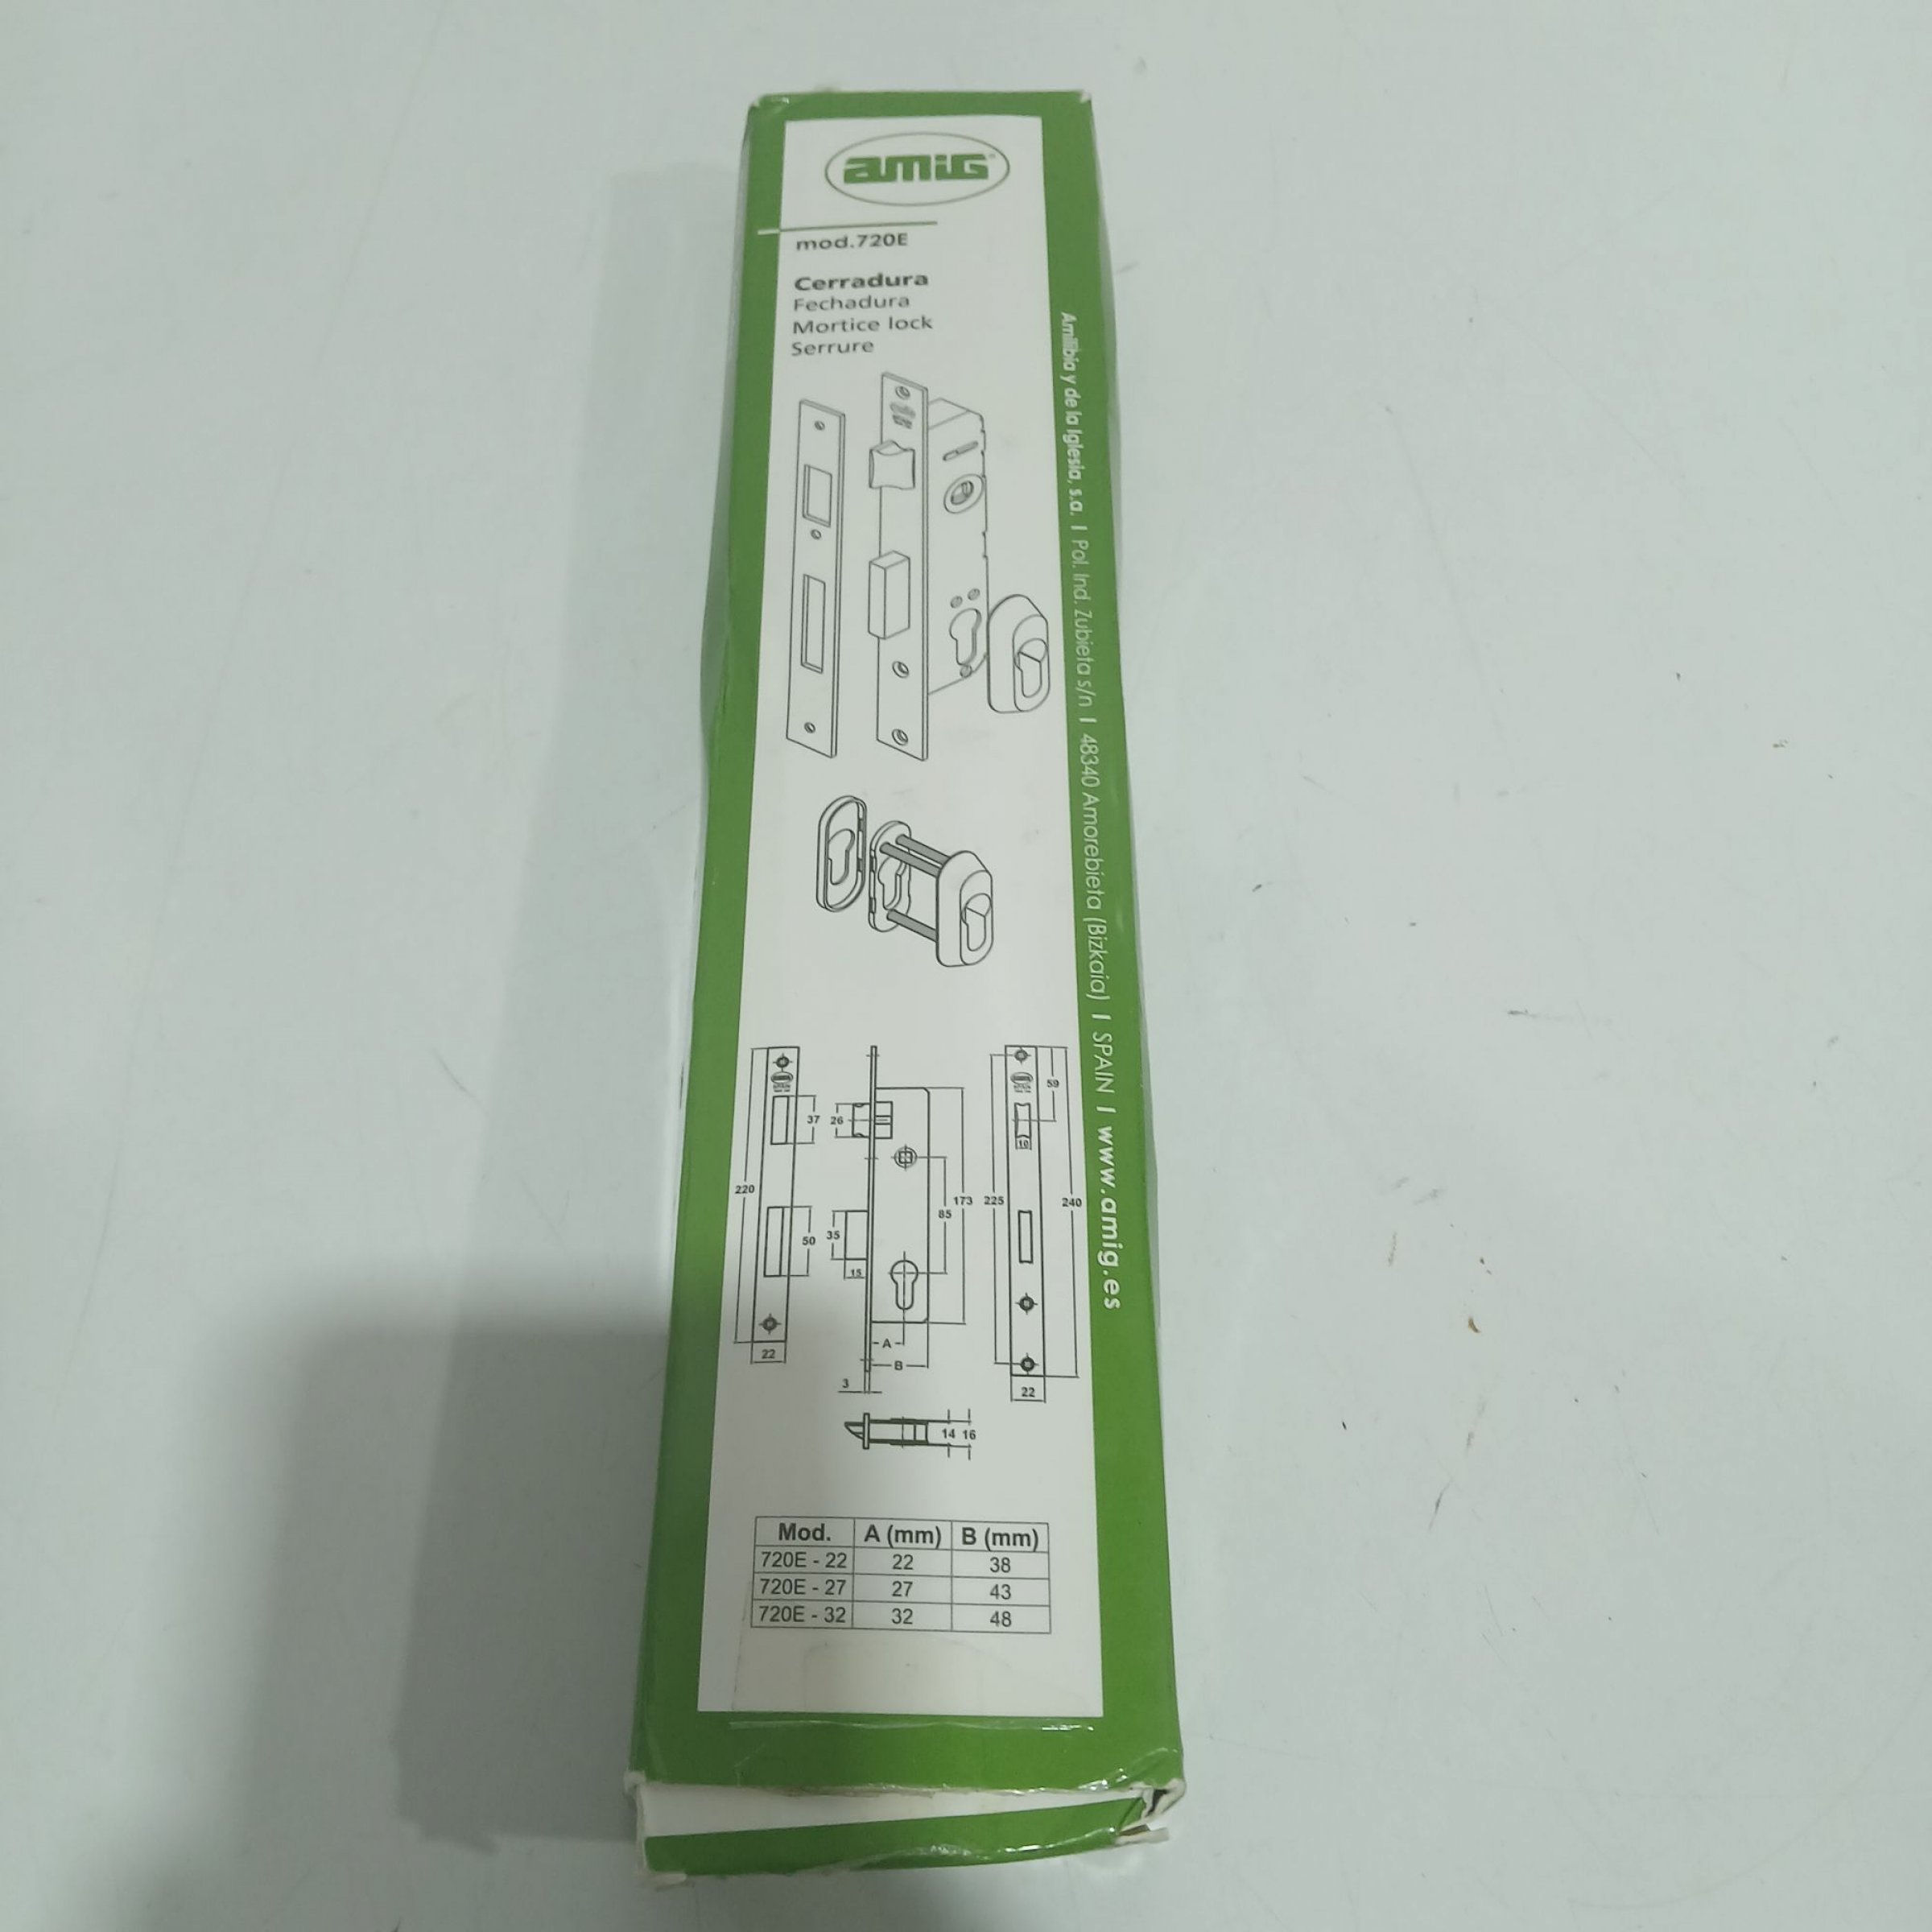 amiG
mod.720E
Cerradura
Fechadura
Mortice lock
Serrure
Amilibia y de la Iglesia, s.a. I Pol. Ind. Zubieta s/n I 48340 Amorebieta (Bizkaia) I SPAIN I www.amig.es
59
37
26
10
220
173
225
240
85
50
35
15
A
B
22
3
22
14 16
Mod. A (mm) B (mm)
720E - 22 22 38
720E - 27 27 43
720E - 32 32 48